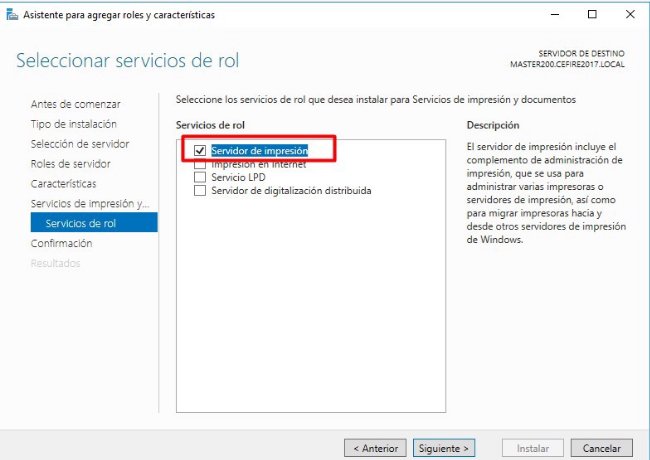 Asistente para agregar roles y características
Seleccionar servicios de rol
SERVIDOR DE DESTINO
MASTER200.CEFIRE2017.LOCAL
Antes de comenzar
Tipo de instalación
Selección de servidor
Roles de servidor
Características
Servicios de impresión y...
Servicios de rol
Confirmación
Resultados
Seleccione los servicios de rol que desea instalar para Servicios de impresión y documentos
Servicios de rol
Servidor de impresión
Impresión en Internet
Servicio LPD
Servidor de digitalización distribuida
Descripción
El servidor de impresión incluye el
complemento de administración de
impresión, que se usa para
administrar varias impresoras o
servidores de impresión, así como
para migrar impresoras hacia y
desde otros servidores de impresión
de Windows.
< Anterior
Siguiente >
Instalar
Cancelar